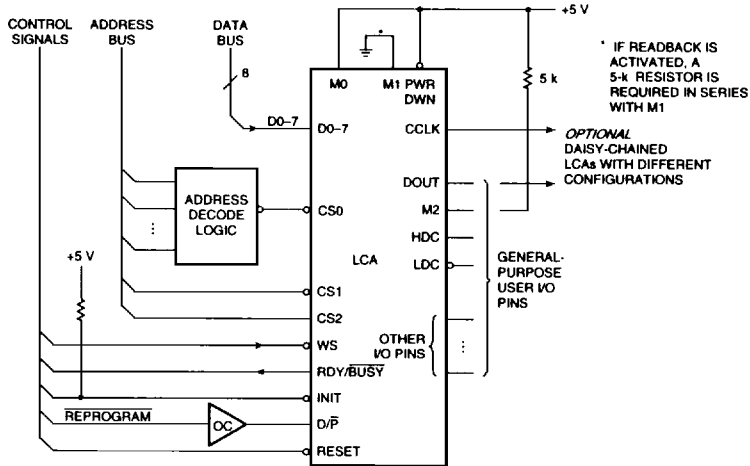 CONTROL
SIGNALS
ADDRESS
BUS
DATA
BUS
8
D0–7
+5 V
5 k
* IF READBACK IS
ACTIVATED, A
5-k RESISTOR IS
REQUIRED IN SERIES
WITH M1
*
M0
M1
PWR
DWN
D0–7
CCLK
OPTIONAL
DAISY-CHAINED
LCAs WITH DIFFERENT
CONFIGURATIONS
DOUT
M2
HDC
LDC
GENERAL-
PURPOSE
USER I/O
PINS
ADDRESS
DECODE
LOGIC
CS0
LCA
+5 V
CS1
CS2
OTHER
I/O PINS
WS
RDY/BUSY
INIT
REPROGRAM
OC
D/P
RESET